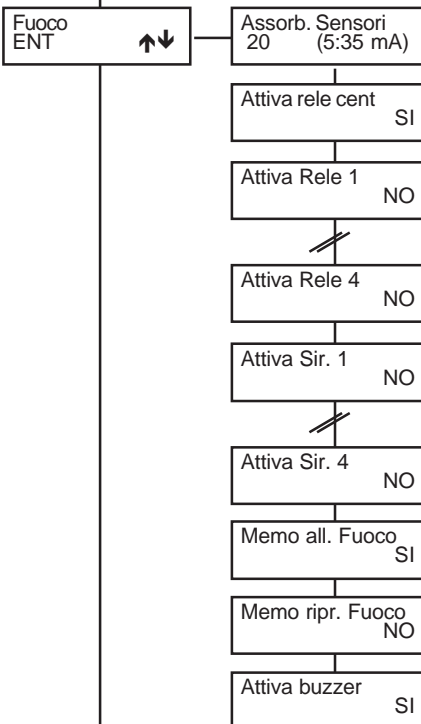 Fuoco
ENT ↑↓
Assorb. Sensori
20 (5:35 mA)
Attiva rele cent
SI
Attiva Rele 1
NO
Attiva Rele 4
NO
Attiva Sir. 1
NO
Attiva Sir. 4
NO
Memo all. Fuoco
SI
Memo ripr. Fuoco
NO
Attiva buzzer
SI